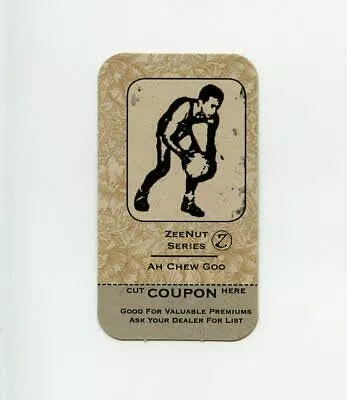 ZEENUT
SERIES Z
AH CHEW GOO
CUT COUPON HERE
GOOD FOR VALUABLE PREMIUMS
ASK YOUR DEALER FOR LIST